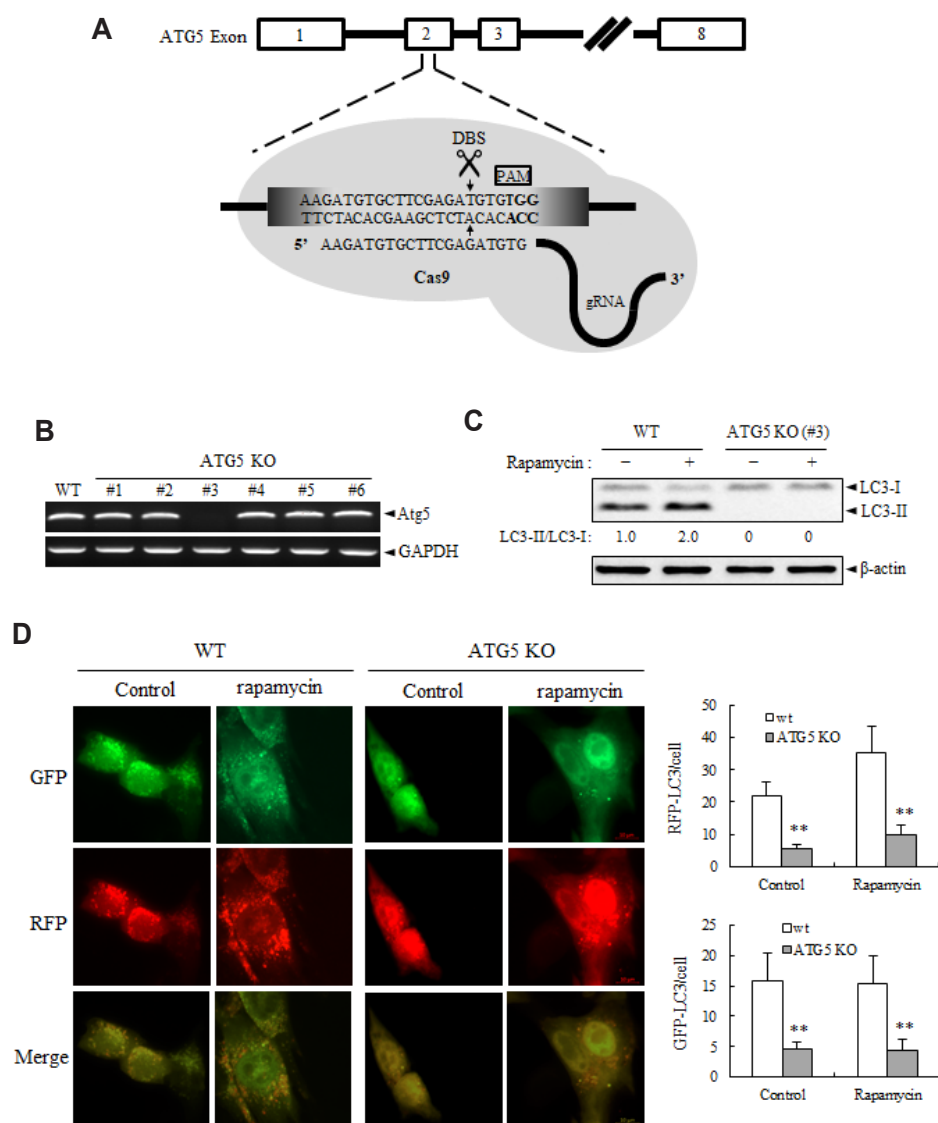 A
ATG5 Exon 1 2 3 8
DBS
PAM
AAGATGTGCTTCGAGATGTGTGG
TTCTACACGAAGCTCTACACACC
5’ AAGATGTGCTTCGAGATGTG
Cas9
gRNA
3’
B
ATG5 KO
WT #1 #2 #3 #4 #5 #6
Atg5
GAPDH
C
WT ATG5 KO (#3)
Rapamycin : − + − +
LC3-I
LC3-II
LC3-II/LC3-I: 1.0 2.0 0 0
β-actin
D
WT ATG5 KO
Control rapamycin Control rapamycin
GFP
RFP
Merge
RFP-LC3/cell
50
40
30
20
10
0
wt
ATG5 KO
** **
Control Rapamycin
GFP-LC3/cell
25
20
15
10
5
0
wt
ATG5 KO
** **
Control Rapamycin